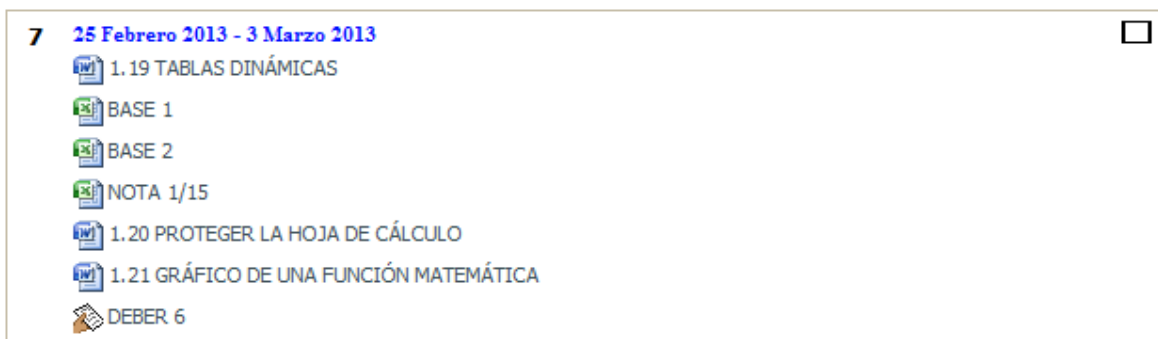 7 25 Febrero 2013 - 3 Marzo 2013
1.19 TABLAS DINÁMICAS
BASE 1
BASE 2
NOTA 1/15
1.20 PROTEGER LA HOJA DE CÁLCULO
1.21 GRÁFICO DE UNA FUNCIÓN MATEMÁTICA
DEBER 6